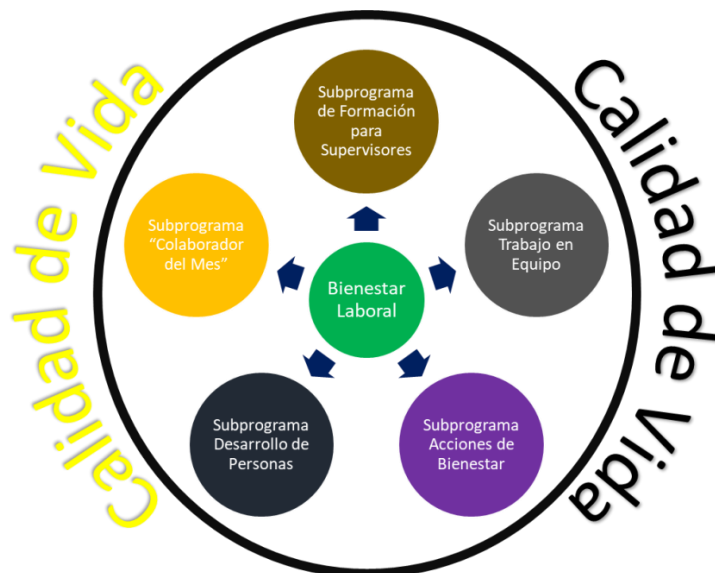 Calidad de Vida
Calidad de Vida
Subprograma
de Formación
para
Supervisores
Subprograma
"Colaborador
del Mes"
Subprograma
Trabajo en
Equipo
Bienestar
Laboral
Subprograma
Desarrollo de
Personas
Subprograma
Acciones de
Bienestar